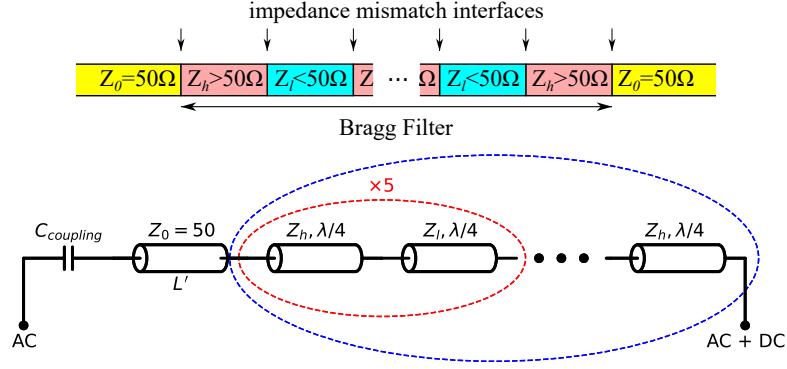 impedance mismatch interfaces
Z₀=50Ω Zₕ>50Ω Zₗ<50Ω Z ... Ω Zₗ<50Ω Zₕ>50Ω Z₀=50Ω
Bragg Filter
×5
C_coupling Z₀ = 50 Zₕ, λ/4 Zₗ, λ/4 Zₕ, λ/4
L'
AC AC + DC